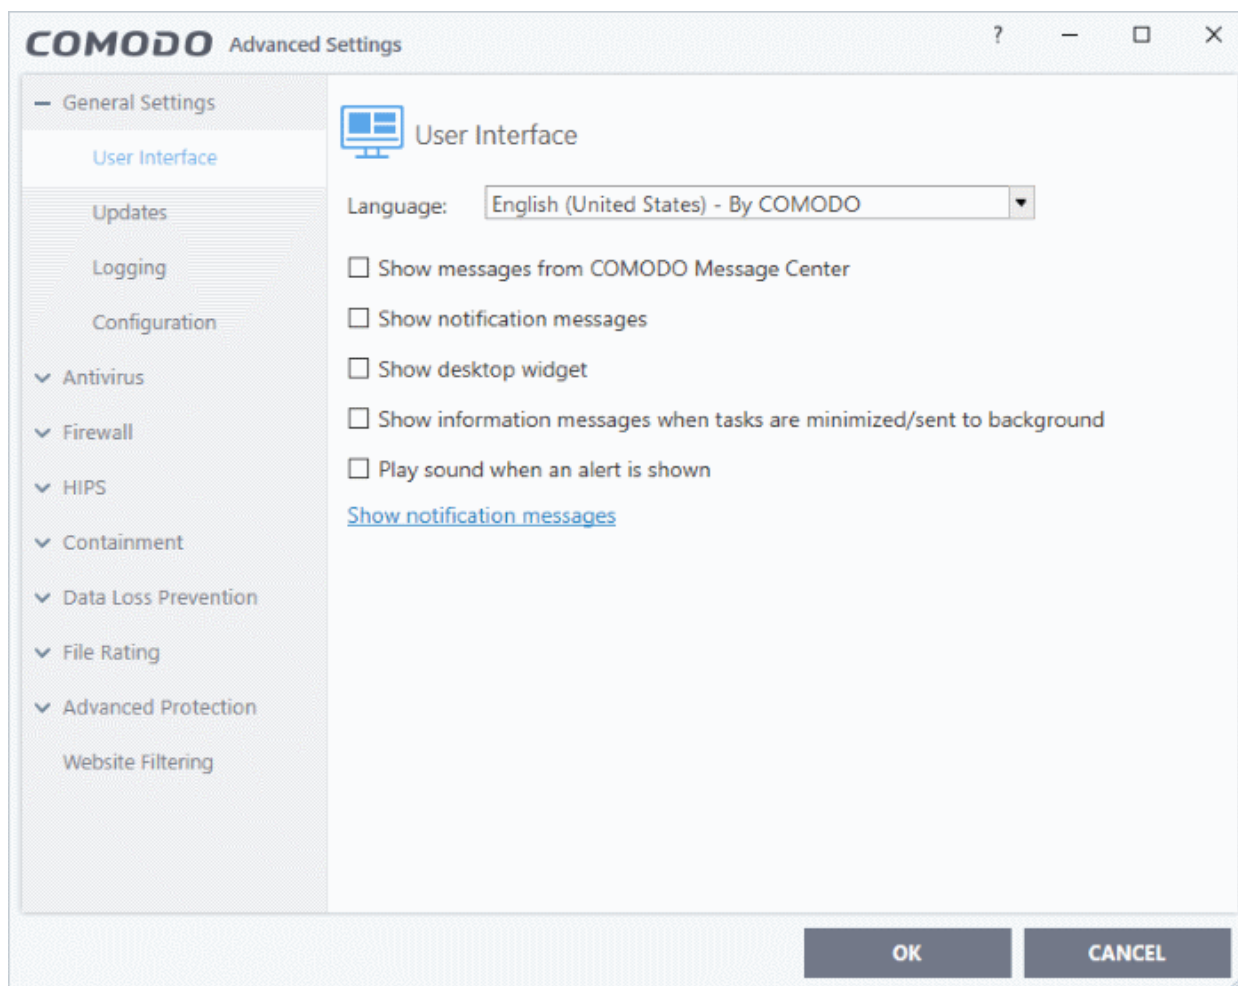 COMODO Advanced Settings ?
General Settings
User Interface
Updates
Logging
Configuration
Antivirus
Firewall
HIPS
Containment
Data Loss Prevention
File Rating
Advanced Protection
Website Filtering
User Interface
Language: English (United States) - By COMODO
Show messages from COMODO Message Center
Show notification messages
Show desktop widget
Show information messages when tasks are minimized/sent to background
Play sound when an alert is shown
Show notification messages
OK CANCEL